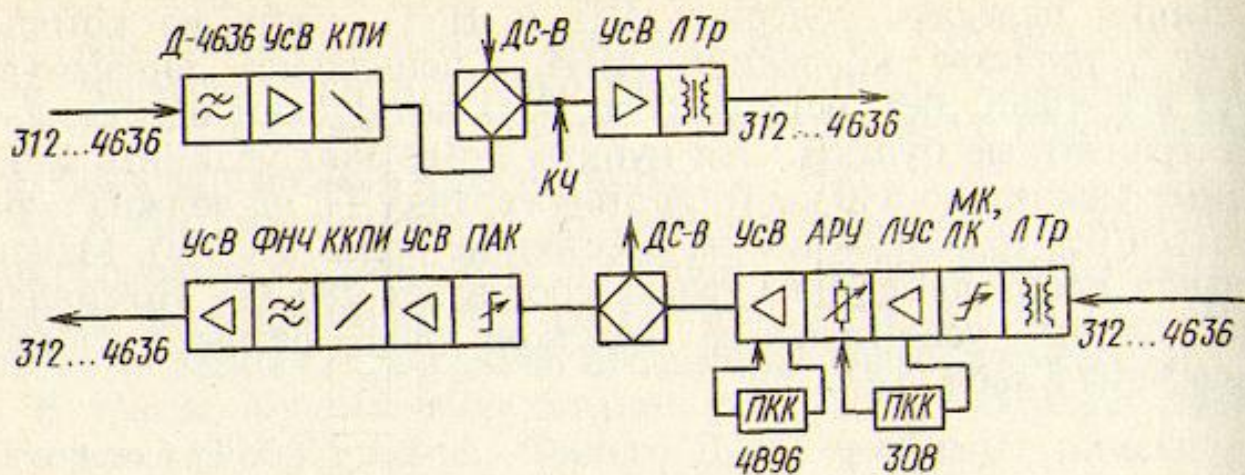 Д-4636 УсВ КПИ ДС-В УсВ ЛТр
312...4636 312...4636
КЧ
УсВ ФНЧ ККПИ УсВ ПАК ДС-В УсВ АРУ ЛУС МК, ЛК ЛТр
312...4636 312...4636
ПКК ПКК
4896 308